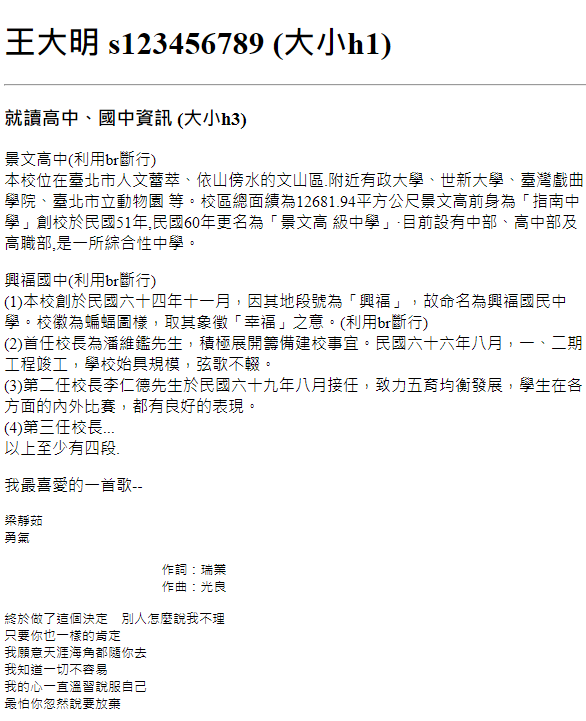 王大明 s123456789 (大小h1)
就讀高中、國中資訊 (大小h3)
景文高中(利用br斷行)
本校位在臺北市人文薈萃、依山傍水的文山區.附近有政大學、世新大學、臺灣戲曲
學院、臺北市立動物園 等。校區總面績為12681.94平方公尺景文高前身為「指南中
學」創校於民國51年,民國60年更名為「景文高 級中學」·目前設有中部、高中部及
高職部,是一所綜合性中學。
興福國中(利用br斷行)
(1)本校創於民國六十四年十一月，因其地段號為「興福」，故命名為興福國民中
學。校徽為蝙蝠圖樣，取其象徵「幸福」之意。(利用br斷行)
(2)首任校長為潘維鑑先生，積極展開籌備建校事宜。民國六十六年八月，一、二期
工程竣工，學校始具規模，弦歌不輟。
(3)第二任校長李仁德先生於民國六十九年八月接任，致力五育均衡發展，學生在各
方面的內外比賽，都有良好的表現。
(4)第三任校長...
以上至少有四段.
我最喜愛的一首歌--
梁靜茹
勇氣
作詞：瑞業
作曲：光良
終於做了這個決定　別人怎麼說我不理
只要你也一樣的肯定
我願意天涯海角都隨你去
我知道一切不容易
我的心一直溫習說服自己
最怕你忽然說要放棄